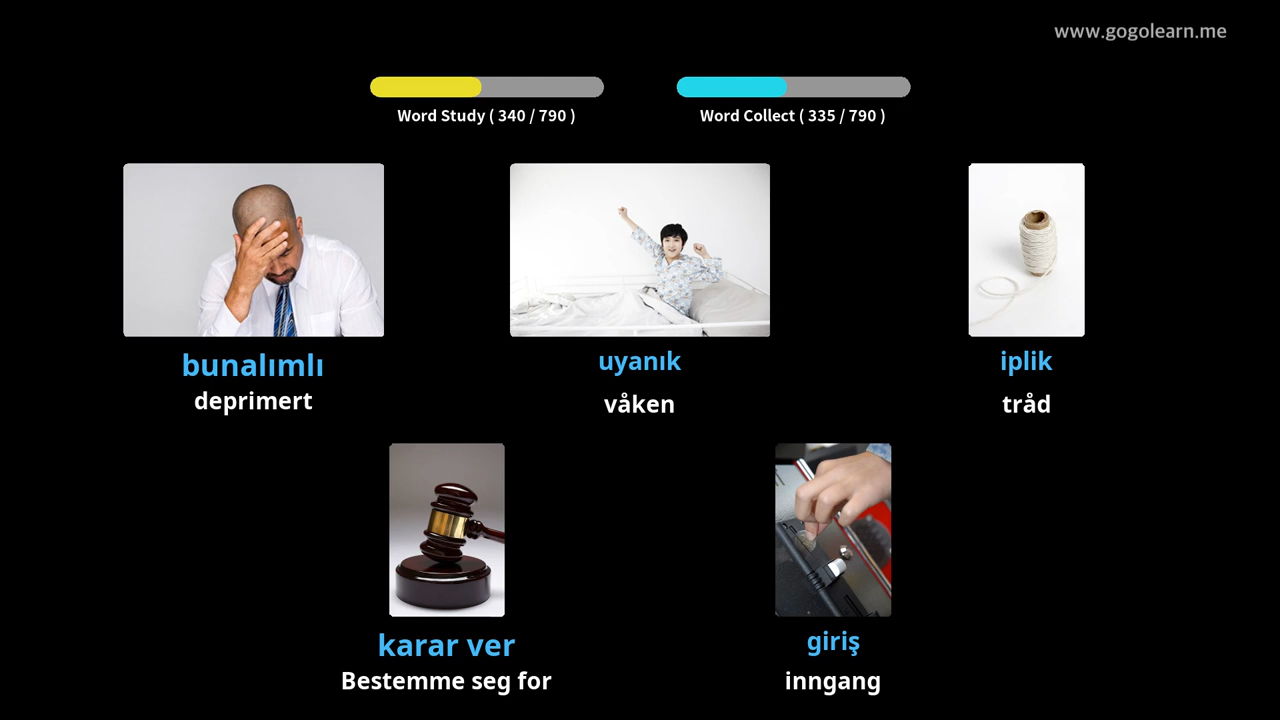 www.gogolearn.me
Word Study ( 340 / 790 )
Word Collect ( 335 / 790 )
bunalımlı
deprimert
uyanık
våken
iplik
tråd
karar ver
Bestemme seg for
giriş
inngang